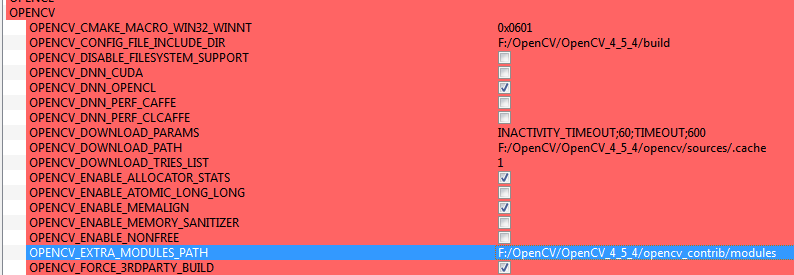 OPENCV
OPENCV_CMAKE_MACRO_WIN32_WINNT 0x0601
OPENCV_CONFIG_FILE_INCLUDE_DIR F:/OpenCV/OpenCV_4_5_4/build
OPENCV_DISABLE_FILESYSTEM_SUPPORT
OPENCV_DNN_CUDA
OPENCV_DNN_OPENCL
OPENCV_DNN_PERF_CAFFE
OPENCV_DNN_PERF_CLCAFFE
OPENCV_DOWNLOAD_PARAMS INACTIVITY_TIMEOUT;60;TIMEOUT;600
OPENCV_DOWNLOAD_PATH F:/OpenCV/OpenCV_4_5_4/opencv/sources/.cache
OPENCV_DOWNLOAD_TRIES_LIST 1
OPENCV_ENABLE_ALLOCATOR_STATS
OPENCV_ENABLE_ATOMIC_LONG_LONG
OPENCV_ENABLE_MEMALIGN
OPENCV_ENABLE_MEMORY_SANITIZER
OPENCV_ENABLE_NONFREE
OPENCV_EXTRA_MODULES_PATH F:/OpenCV/OpenCV_4_5_4/opencv_contrib/modules
OPENCV_FORCE_3RDPARTY_BUILD